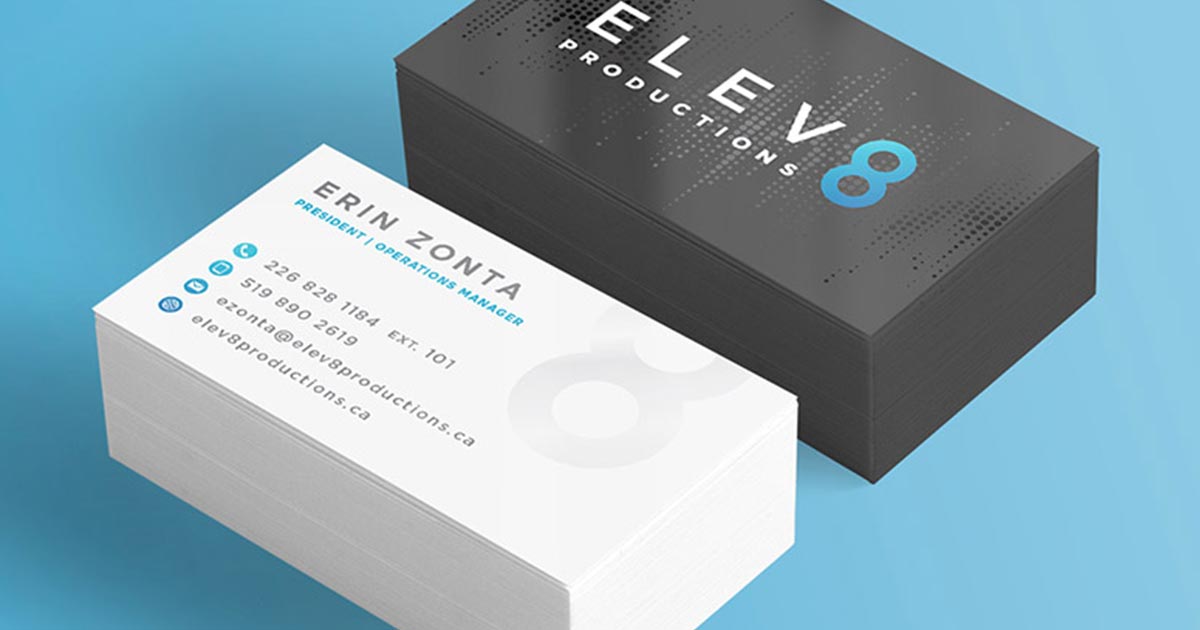 ELEV8
PRODUCTIONS
ERIN ZONTA
PRESIDENT | OPERATIONS MANAGER
226 828 1184 EXT. 101
519 890 2619
ezonta@elev8productions.ca
elev8productions.ca
8